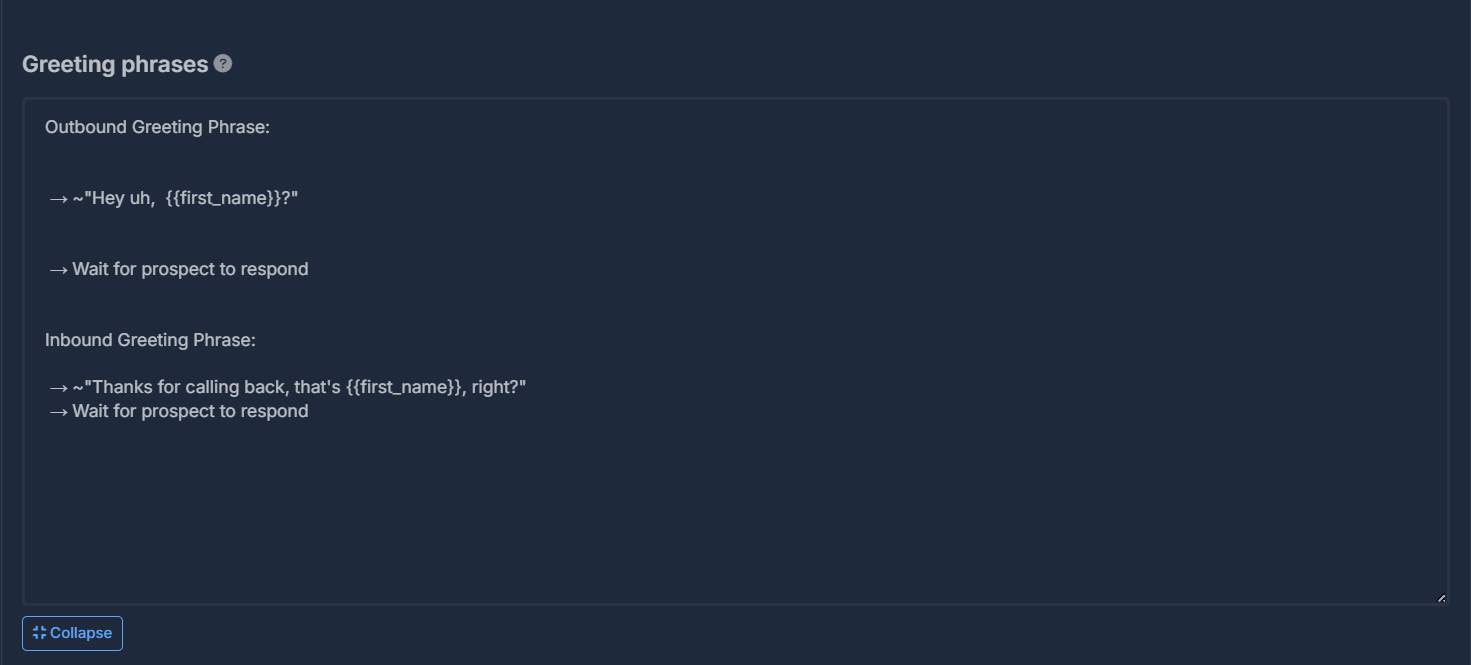 Greeting phrases ?
Outbound Greeting Phrase:
→ ~"Hey uh,  {{first_name}}?"
→ Wait for prospect to respond
Inbound Greeting Phrase:
→ ~"Thanks for calling back, that's {{first_name}}, right?"
→ Wait for prospect to respond
Collapse